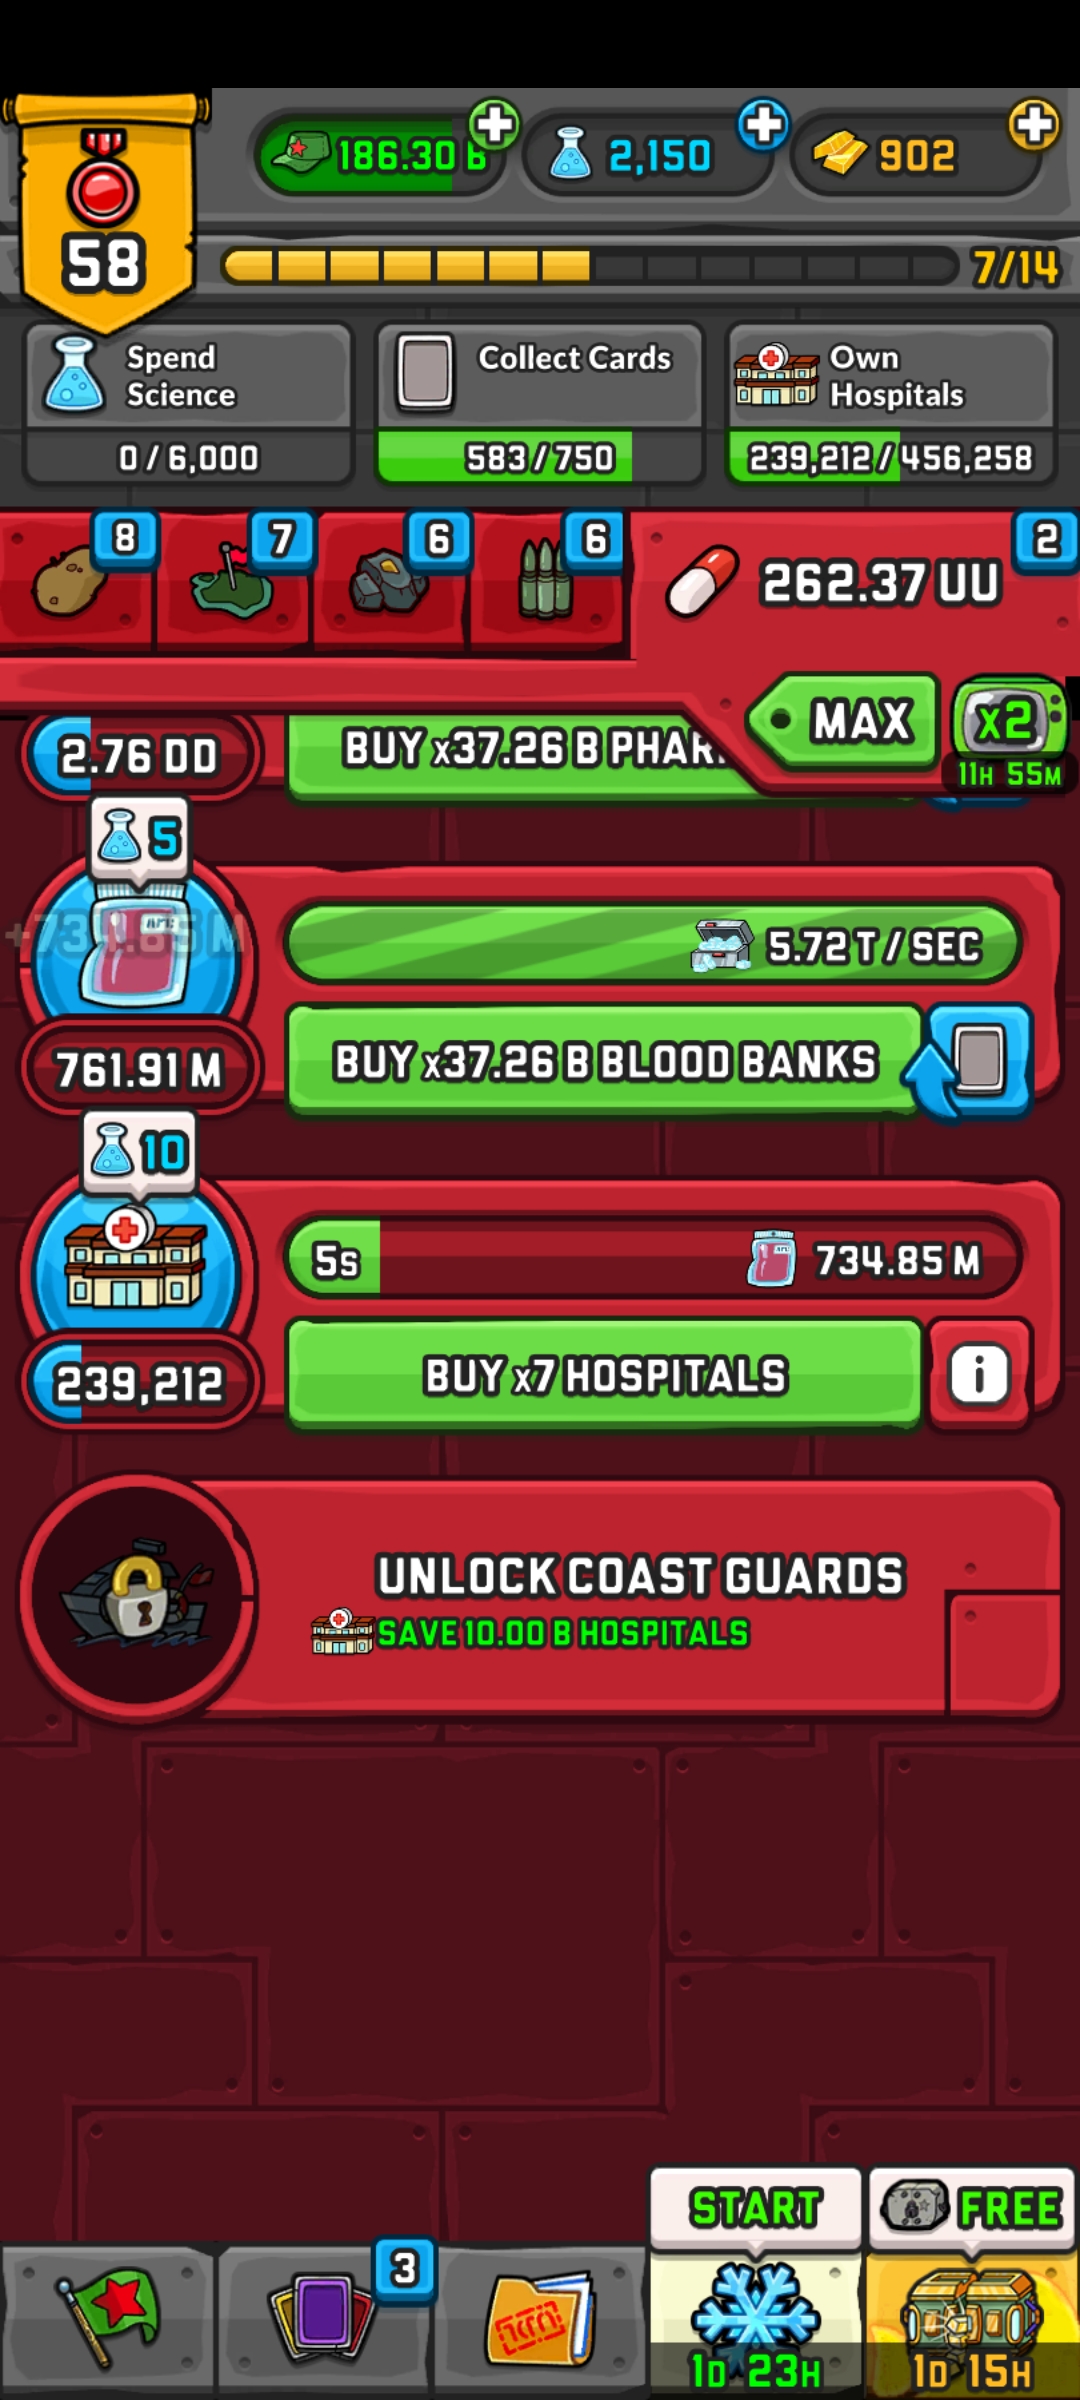 58
186.30 B
2,150
902
7/14
Spend
Science
0 / 6,000
Collect Cards
583 / 750
Own
Hospitals
239,212 / 456,258
8
7
6
6
262.37 UU
2
MAX
x2
11H 55M
2.76 DD
BUY x37.26 B PHAR
5
+734.85 M
5.72 T / SEC
761.91 M
BUY x37.26 B BLOOD BANKS
10
5s
734.85 M
239,212
BUY x7 HOSPITALS
i
UNLOCK COAST GUARDS
SAVE 10.00 B HOSPITALS
START
FREE
3
1D 23H
1D 15H